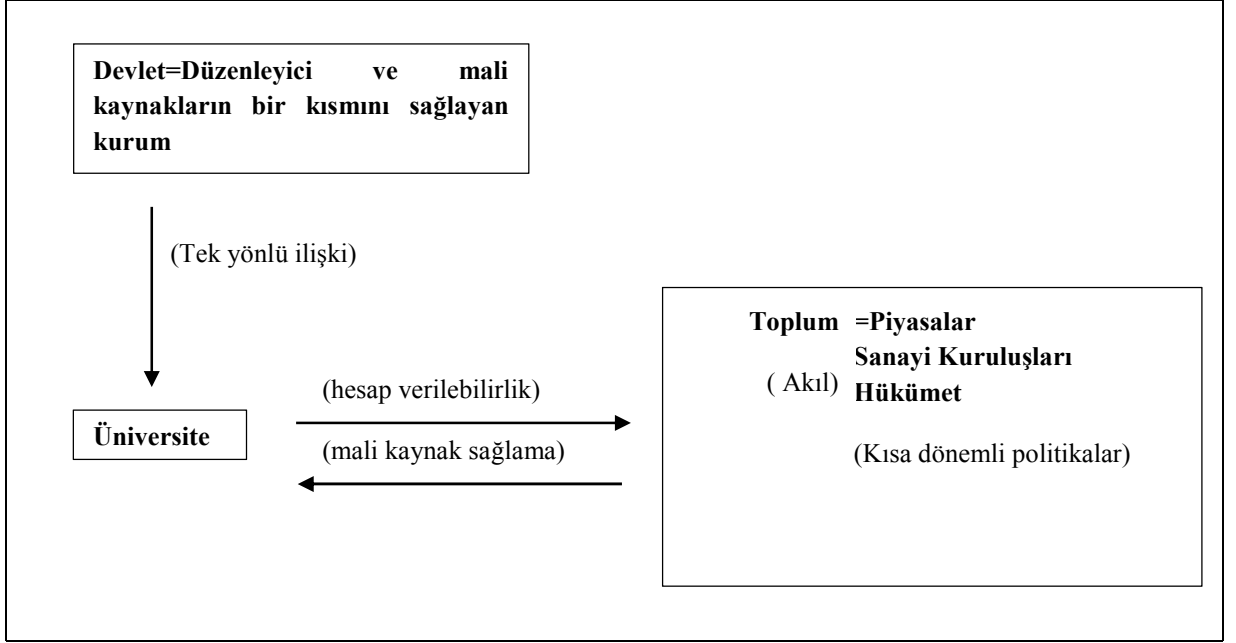 Devlet=Düzenleyici ve mali
kaynakların bir kısmını sağlayan
kurum
(Tek yönlü ilişki)
Toplum =Piyasalar
Sanayi Kuruluşları
( Akıl) Hükümet
(Kısa dönemli politikalar)
Üniversite
(hesap verilebilirlik)
(mali kaynak sağlama)